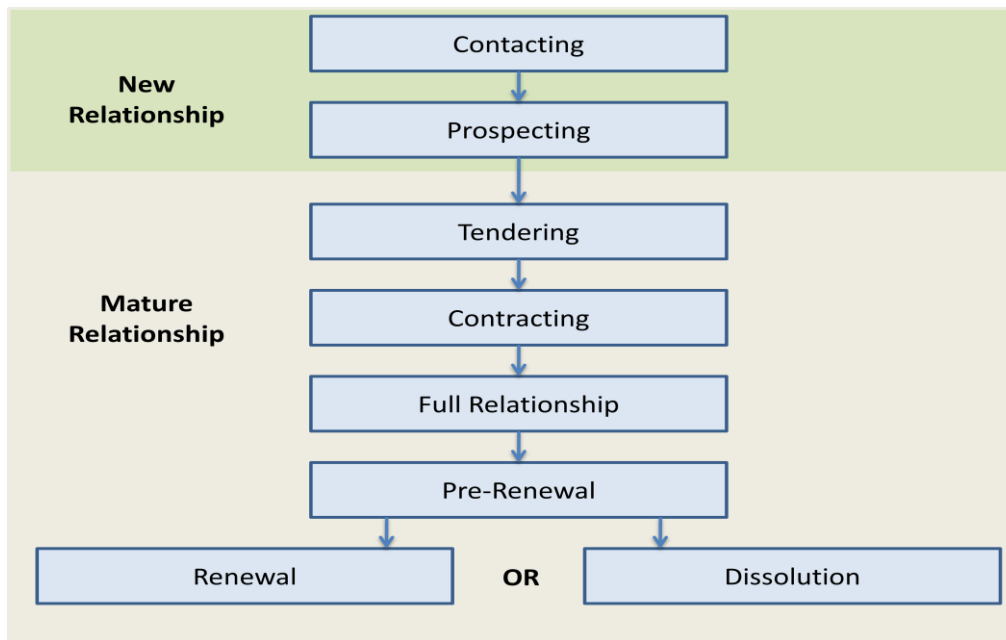 Contacting
New
Relationship
Prospecting
Tendering
Mature
Relationship
Contracting
Full Relationship
Pre-Renewal
Renewal
OR
Dissolution